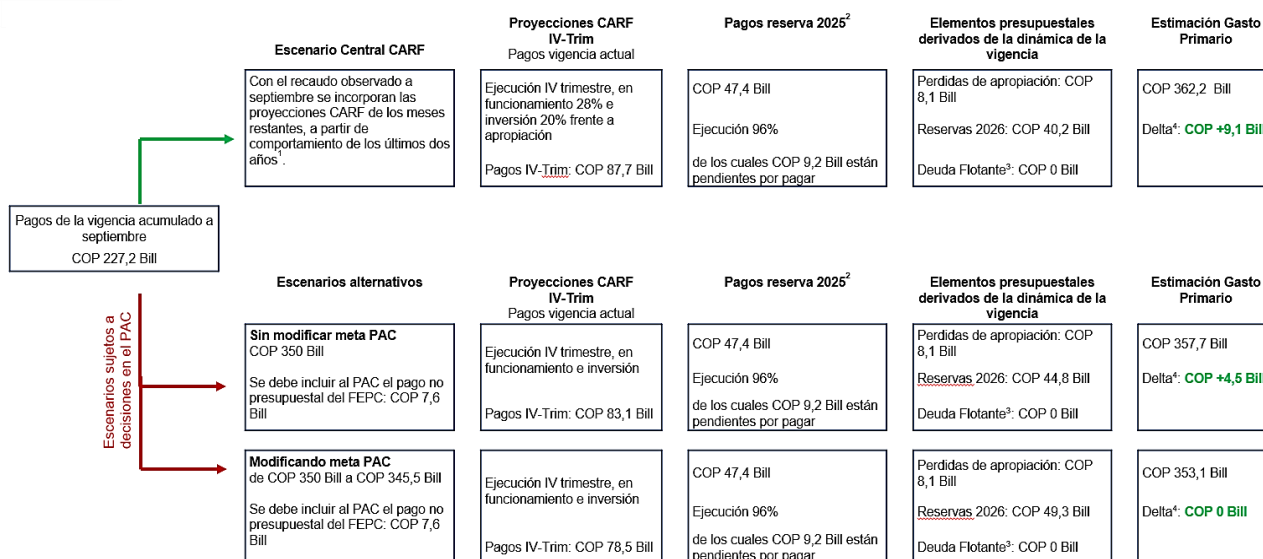 Escenario Central CARF
Proyecciones CARF
IV-Trim
Pagos vigencia actual
Pagos reserva 2025²
Elementos presupuestales
derivados de la dinámica de la
vigencia
Estimación Gasto
Primario
Con el recaudo observado a
septiembre se incorporan las
proyecciones CARF de los meses
restantes, a partir de
comportamiento de los últimos dos
años¹.
Ejecución IV trimestre, en
funcionamiento 28% e
inversión 20% frente a
apropiación
Pagos IV-Trim: COP 87,7 Bill
COP 47,4 Bill
Ejecución 96%
de los cuales COP 9,2 Bill están
pendientes por pagar
Perdidas de apropiación: COP
8,1 Bill
Reservas 2026: COP 40,2 Bill
Deuda Flotante³: COP 0 Bill
COP 362,2 Bill
Delta⁴: COP +9,1 Bill
Pagos de la vigencia acumulado a
septiembre
COP 227,2 Bill
Escenarios sujetos a
decisiones en el PAC
Escenarios alternativos
Proyecciones CARF
IV-Trim
Pagos vigencia actual
Pagos reserva 2025²
Elementos presupuestales
derivados de la dinámica de la
vigencia
Estimación Gasto
Primario
Sin modificar meta PAC
COP 350 Bill
Se debe incluir al PAC el pago no
presupuestal del FEPC: COP 7,6
Bill
Ejecución IV trimestre, en
funcionamiento e inversión
Pagos IV-Trim: COP 83,1 Bill
COP 47,4 Bill
Ejecución 96%
de los cuales COP 9,2 Bill están
pendientes por pagar
Perdidas de apropiación: COP
8,1 Bill
Reservas 2026: COP 44,8 Bill
Deuda Flotante³: COP 0 Bill
COP 357,7 Bill
Delta⁴: COP +4,5 Bill
Modificando meta PAC
de COP 350 Bill a COP 345,5 Bill
Se debe incluir al PAC el pago no
presupuestal del FEPC: COP 7,6
Bill
Ejecución IV trimestre, en
funcionamiento e inversión
Pagos IV-Trim: COP 78,5 Bill
COP 47,4 Bill
Ejecución 96%
de los cuales COP 9,2 Bill están
pendientes por pagar
Perdidas de apropiación: COP
8,1 Bill
Reservas 2026: COP 49,3 Bill
Deuda Flotante³: COP 0 Bill
COP 353,1 Bill
Delta⁴: COP 0 Bill